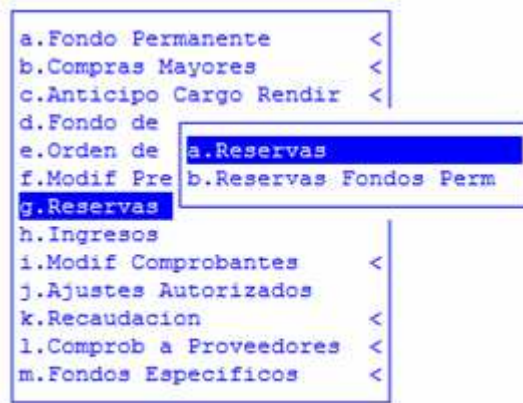 a.Fondo Permanente <
b.Compras Mayores <
c.Anticipo Cargo Rendir <
d.Fondo de
e.Orden de
a.Reservas
f.Modif Pre
b.Reservas Fondos Perm
g.Reservas
h.Ingresos
i.Modif Comprobantes <
j.Ajustes Autorizados
k.Recaudacion <
l.Comprob a Proveedores <
m.Fondos Especificos <